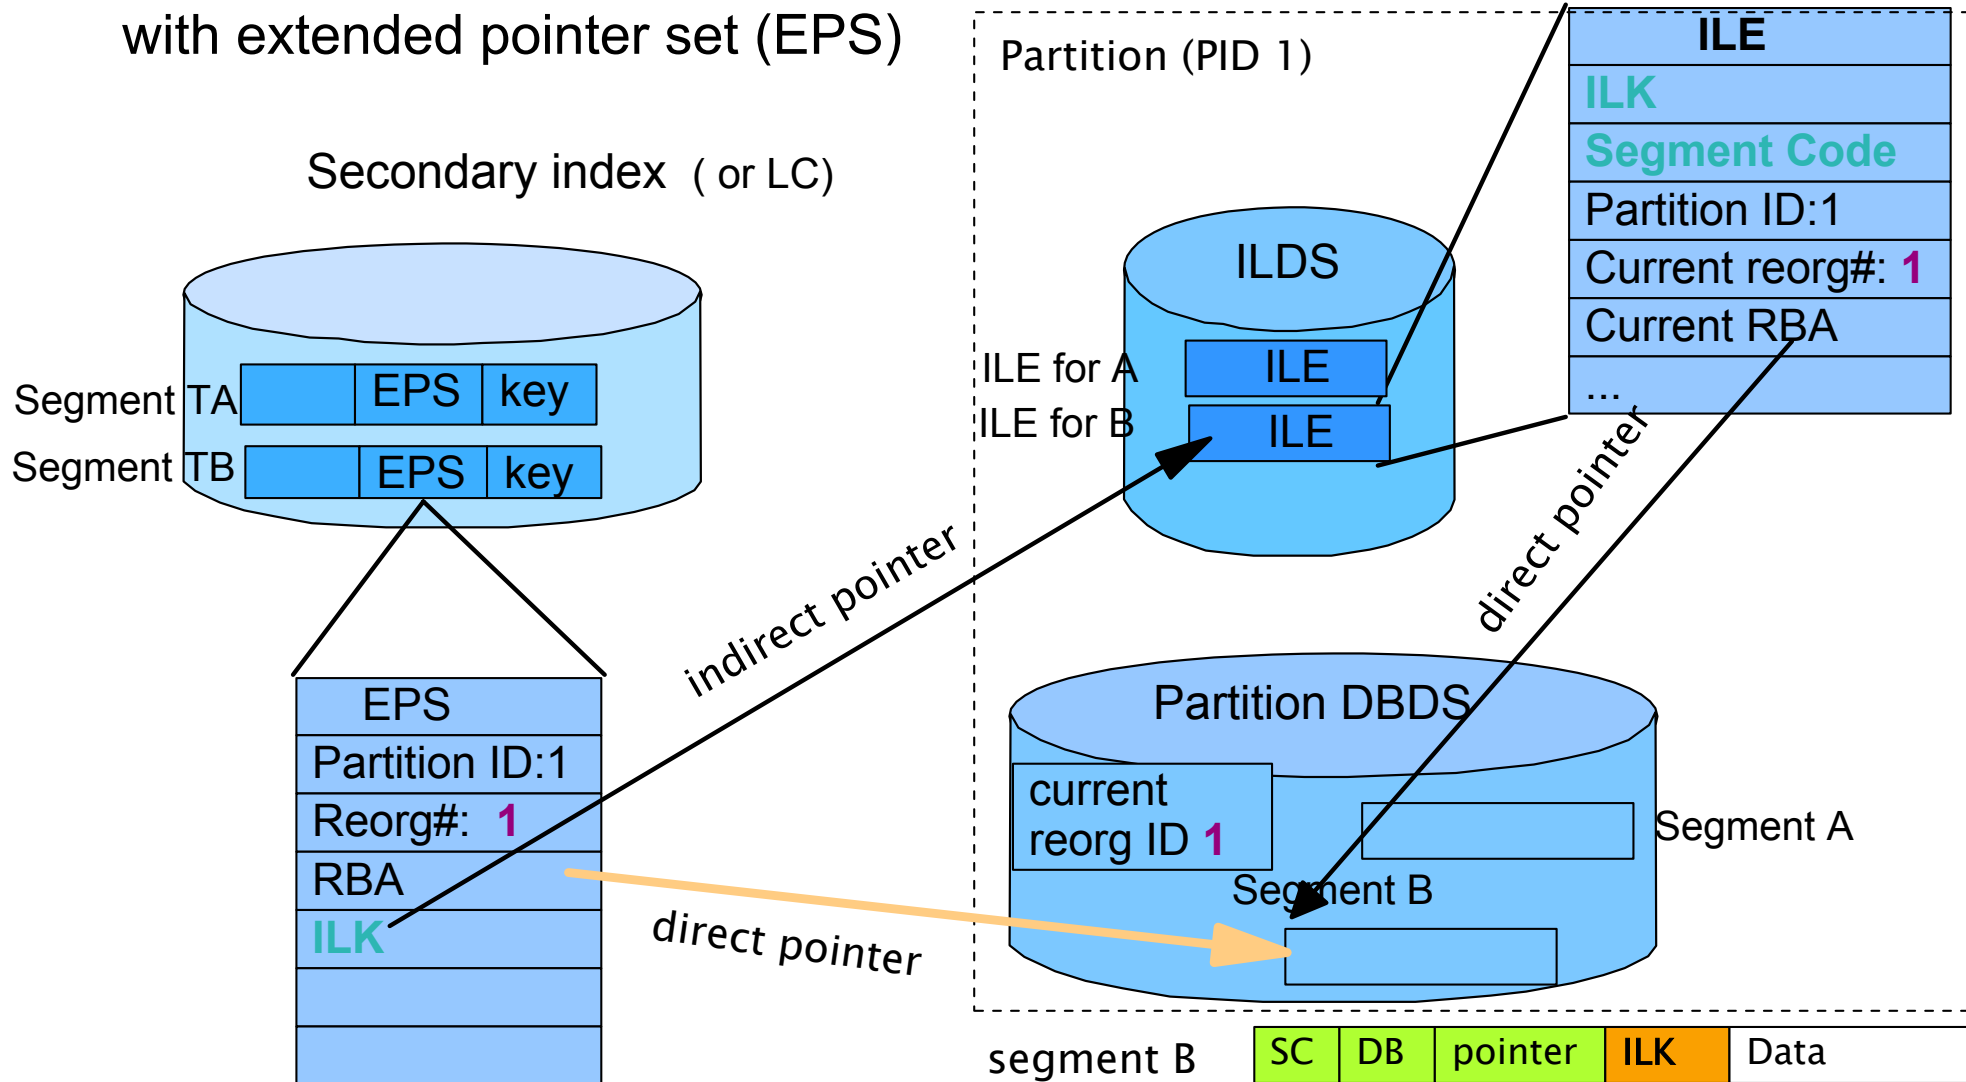 with extended pointer set (EPS)
Partition (PID 1)
ILE
ILK
Segment Code
Partition ID:1
Current reorg#: 1
Current RBA
...
Secondary index ( or LC)
ILDS
ILE for A
ILE
ILE for B
ILE
Segment TA
EPS
key
Segment TB
EPS
key
indirect pointer
direct pointer
EPS
Partition ID:1
Reorg#: 1
RBA
ILK
direct pointer
Partition DBDS
current
reorg ID 1
Segment A
Segment B
segment B
SC
DB
pointer
ILK
Data